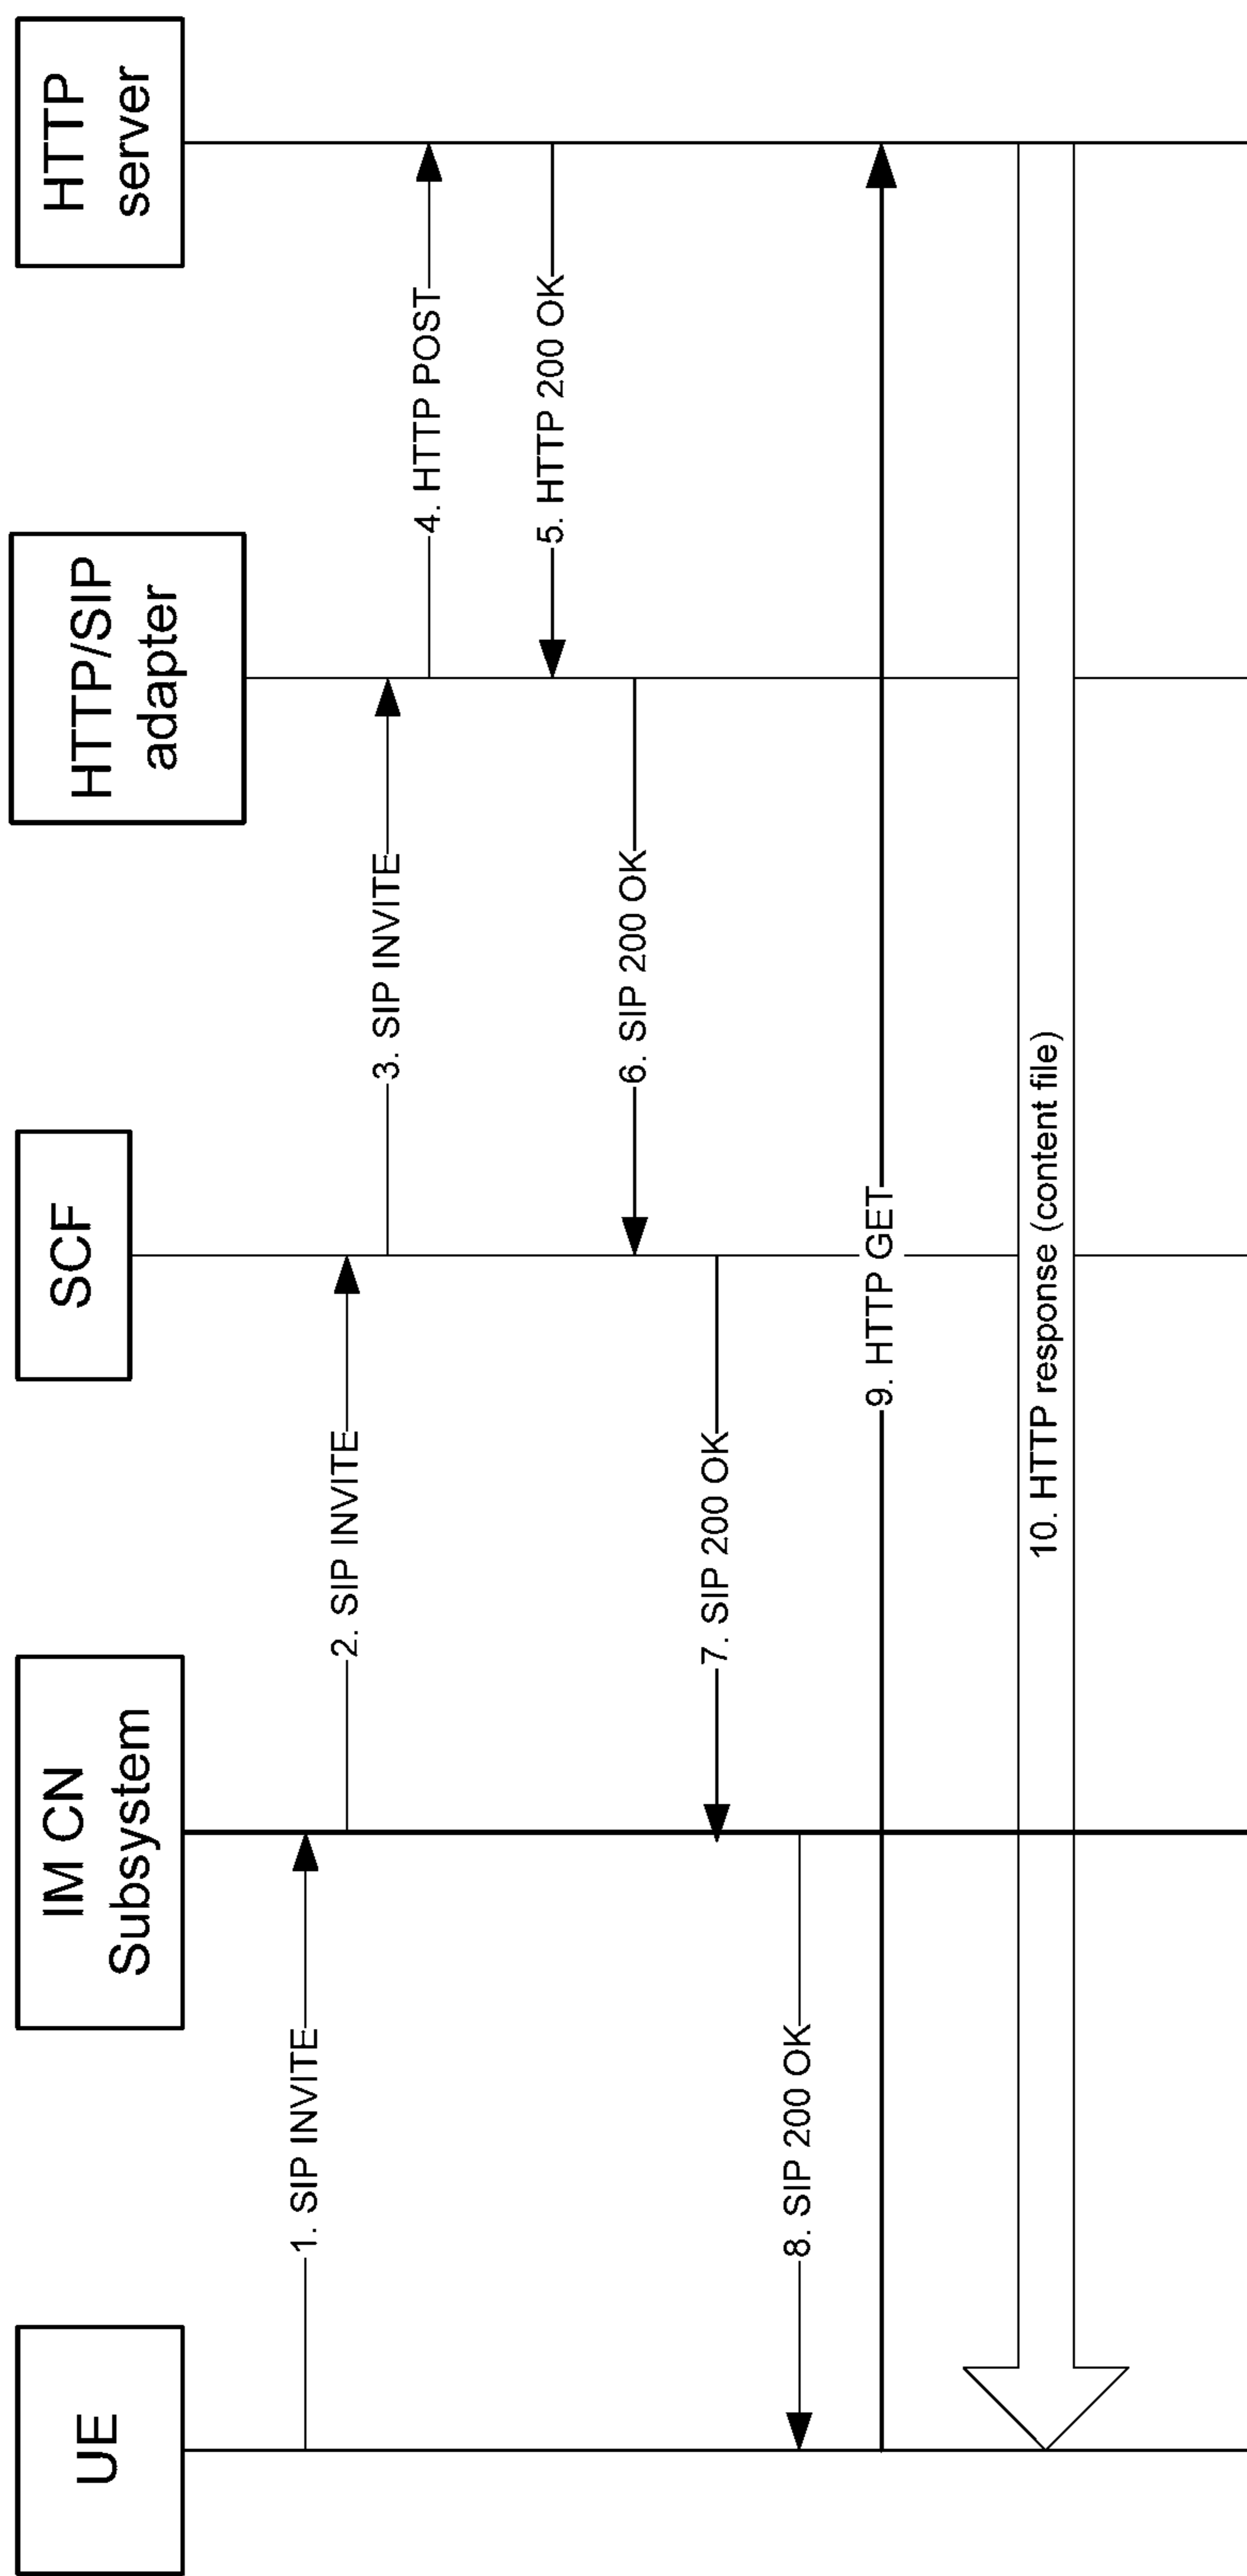 UE
IM CN
Subsystem
SCF
HTTP/SIP
adapter
HTTP
server
1. SIP INVITE
2. SIP INVITE
3. SIP INVITE
4. HTTP POST
5. HTTP 200 OK
6. SIP 200 OK
7. SIP 200 OK
8. SIP 200 OK
9. HTTP GET
10. HTTP response (content file)